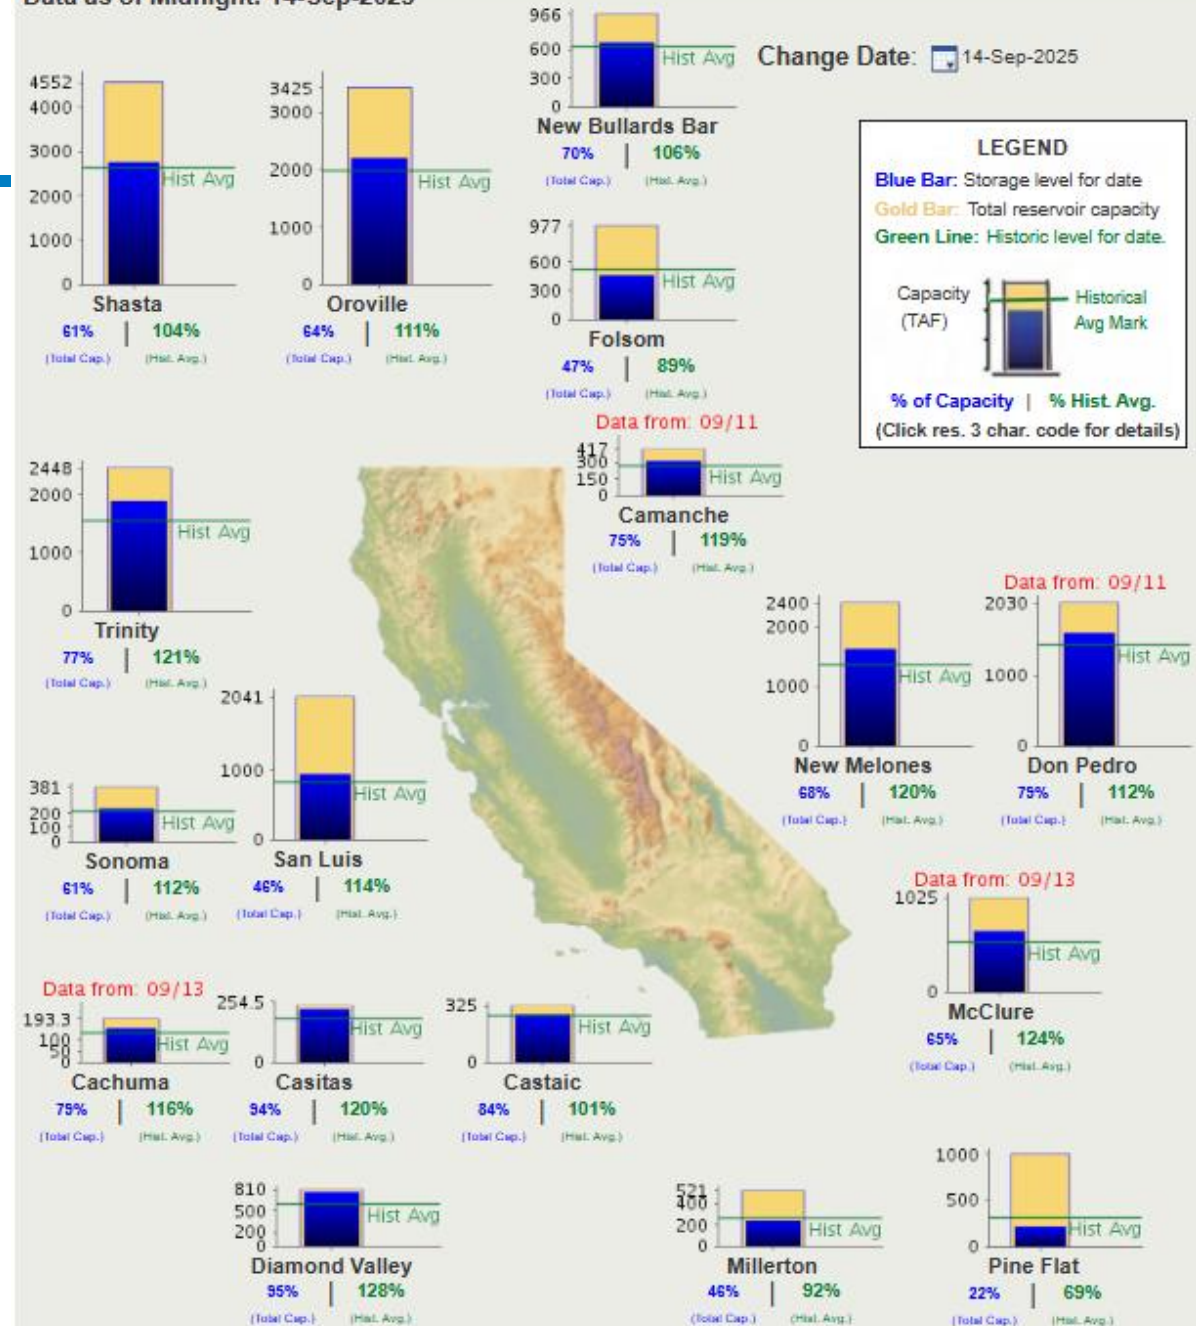 Data as of Midnight: 14-Sep-2025
Change Date: 14-Sep-2025
LEGEND
Blue Bar: Storage level for date
Gold Bar: Total reservoir capacity
Green Line: Historic level for date.
Capacity
(TAF)
Historical
Avg Mark
% of Capacity | % Hist. Avg.
(Click res. 3 char. code for details)
4552
4000
3000
2000
1000
0
Hist Avg
Shasta
61% | 104%
(Total Cap.) (Hist. Avg.)
3425
3000
2000
1000
0
Hist Avg
Oroville
64% | 111%
(Total Cap.) (Hist. Avg.)
966
600
300
0
Hist Avg
New Bullards Bar
70% | 106%
(Total Cap.) (Hist. Avg.)
977
600
300
0
Hist Avg
Folsom
47% | 89%
(Total Cap.) (Hist. Avg.)
Data from: 09/11
417
300
150
0
Hist Avg
Camanche
75% | 119%
(Total Cap.) (Hist. Avg.)
2448
2000
1000
0
Hist Avg
Trinity
77% | 121%
(Total Cap.) (Hist. Avg.)
2400
2000
1000
0
Hist Avg
New Melones
68% | 120%
(Total Cap.) (Hist. Avg.)
Data from: 09/11
2030
1000
0
Hist Avg
Don Pedro
79% | 112%
(Total Cap.) (Hist. Avg.)
381
200
100
0
Hist Avg
Sonoma
61% | 112%
(Total Cap.) (Hist. Avg.)
2041
1000
0
Hist Avg
San Luis
46% | 114%
(Total Cap.) (Hist. Avg.)
Data from: 09/13
1025
0
Hist Avg
McClure
65% | 124%
(Total Cap.) (Hist. Avg.)
Data from: 09/13
193.3
100
50
0
Hist Avg
Cachuma
79% | 116%
(Total Cap.) (Hist. Avg.)
254.5
0
Hist Avg
Casitas
94% | 120%
(Total Cap.) (Hist. Avg.)
325
0
Hist Avg
Castaic
84% | 101%
(Total Cap.) (Hist. Avg.)
810
500
200
0
Hist Avg
Diamond Valley
95% | 128%
(Total Cap.) (Hist. Avg.)
521
400
200
0
Hist Avg
Millerton
46% | 92%
(Total Cap.) (Hist. Avg.)
1000
500
0
Hist Avg
Pine Flat
22% | 69%
(Total Cap.) (Hist. Avg.)